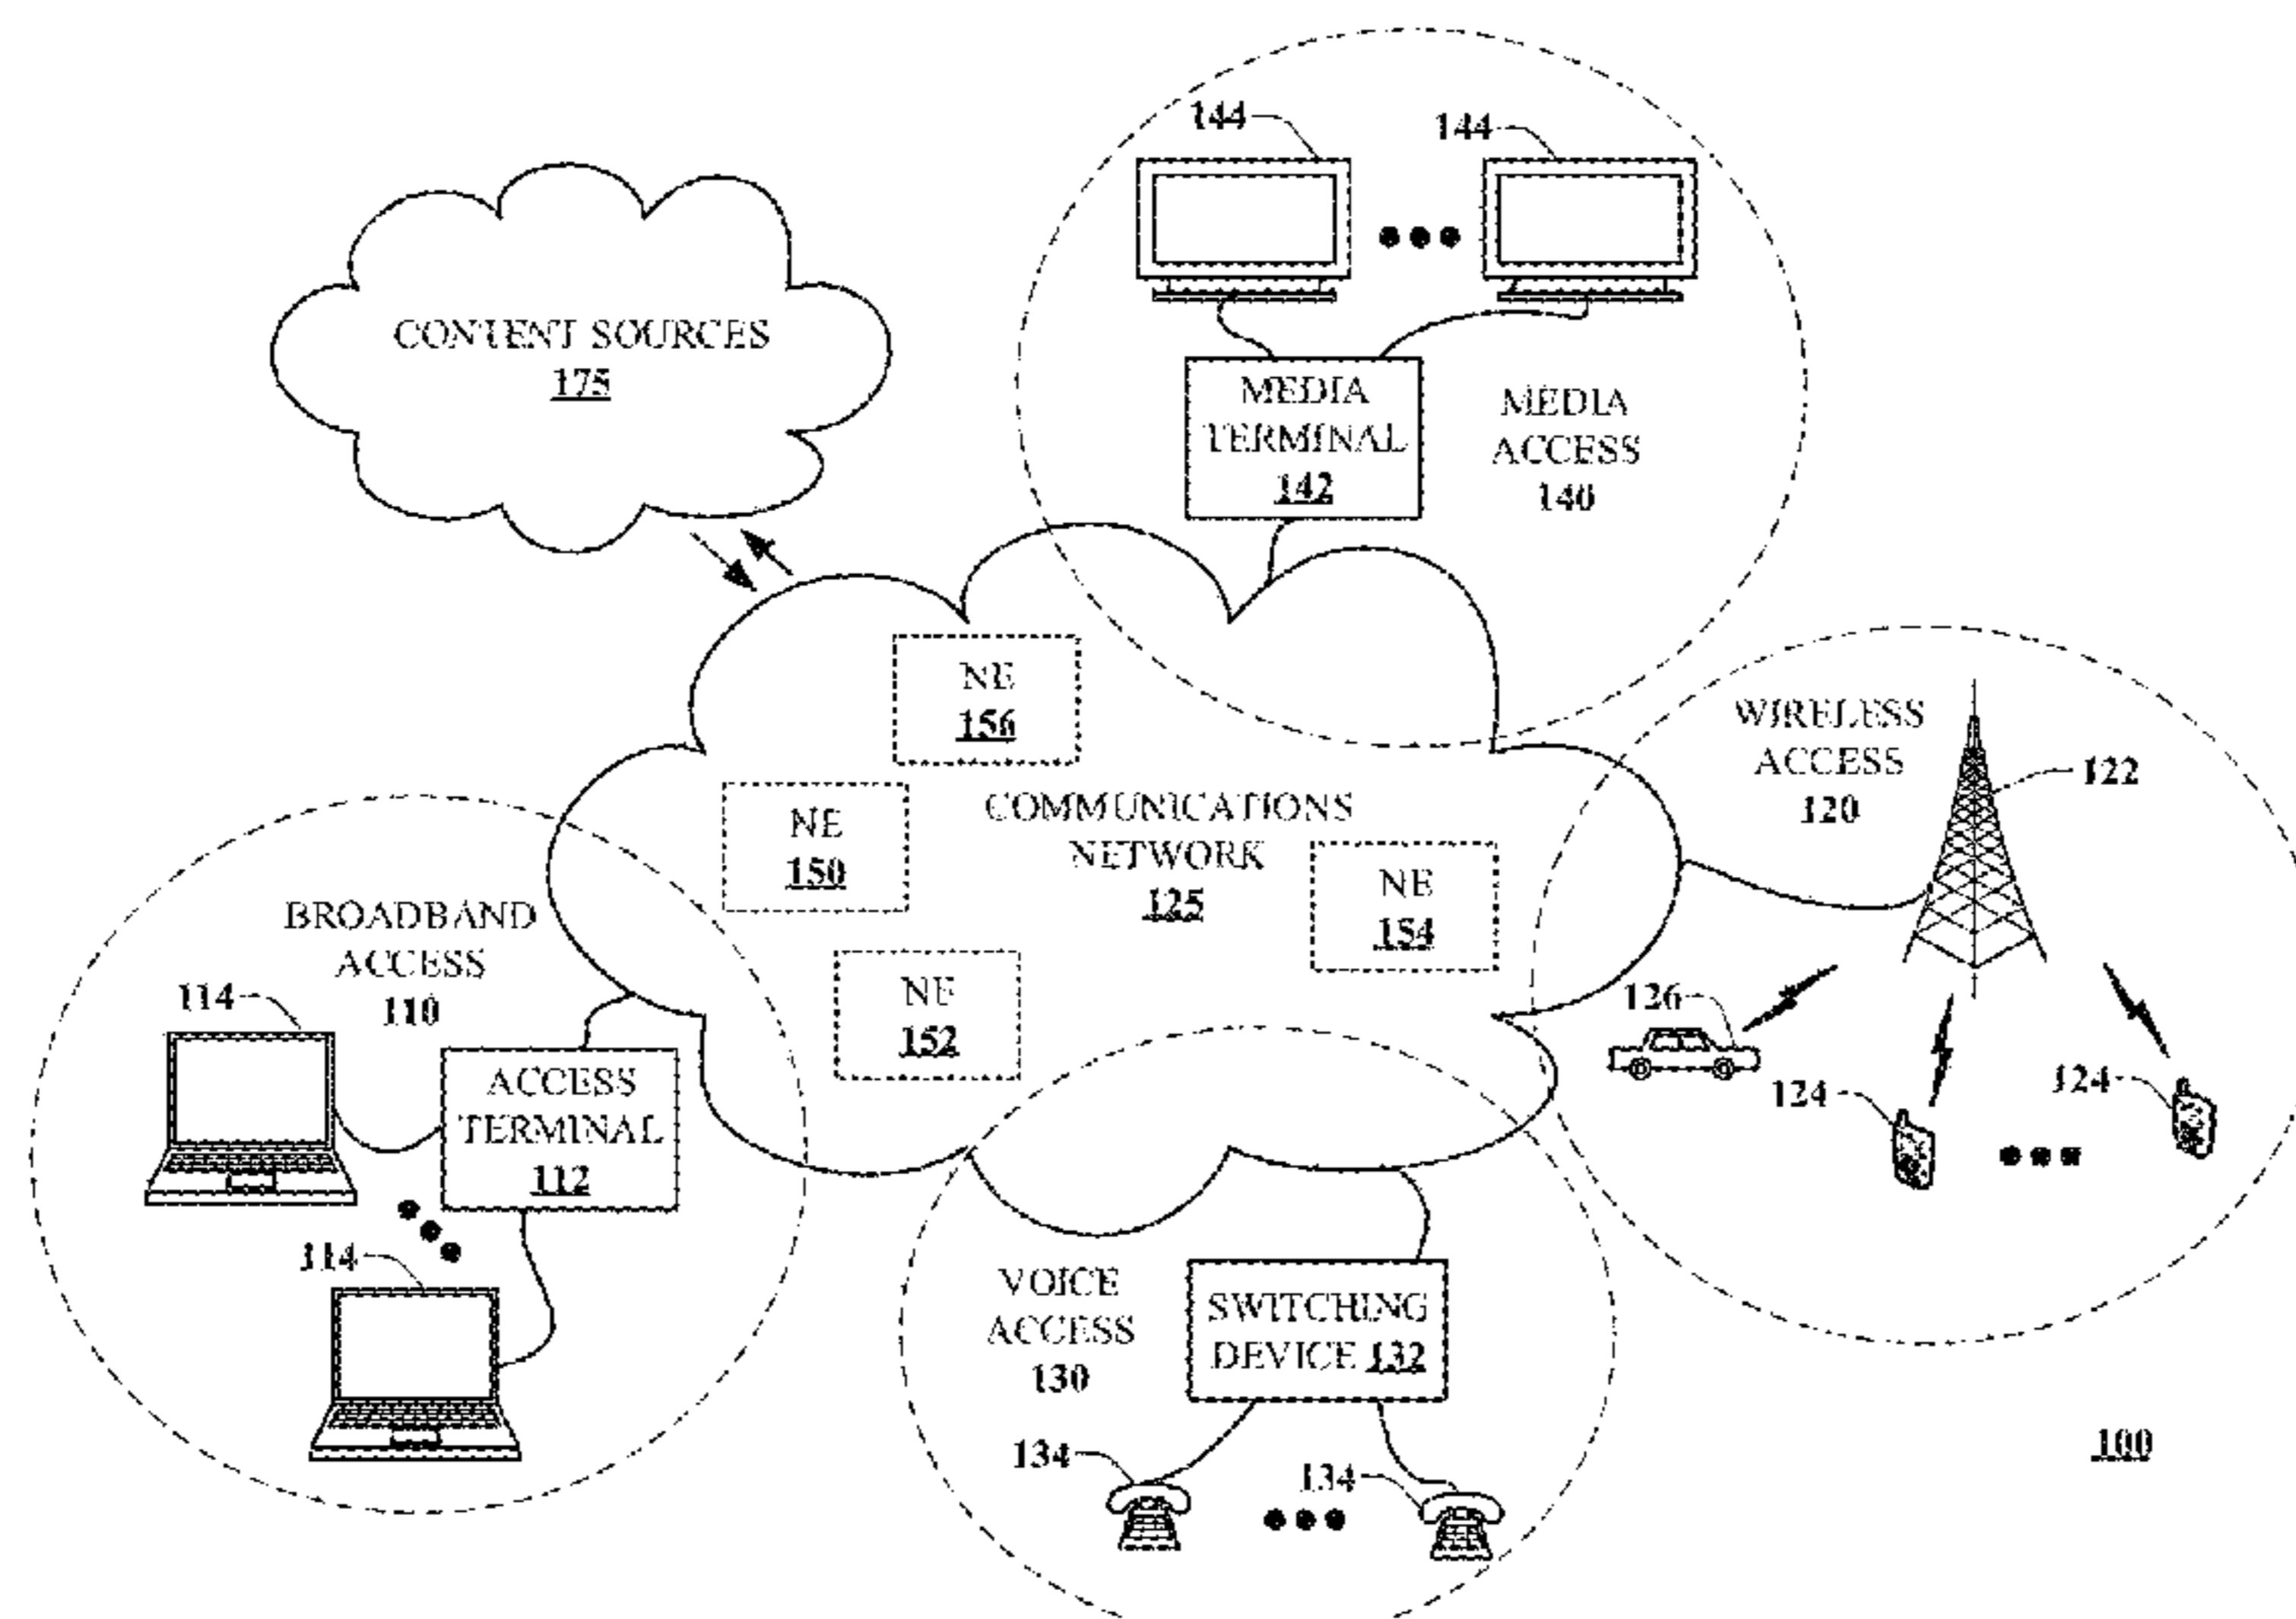 144
144
CONTENT SOURCES
175
MEDIA
TERMINAL
142
MEDIA
ACCESS
140
NE
156
WIRELESS
ACCESS
120
122
NE
150
COMMUNICATIONS
NETWORK
125
NE
154
BROADBAND
ACCESS
110
114
NE
152
126
124
124
ACCESS
TERMINAL
112
114
VOICE
ACCESS
130
SWITCHING
DEVICE 132
134
134
100